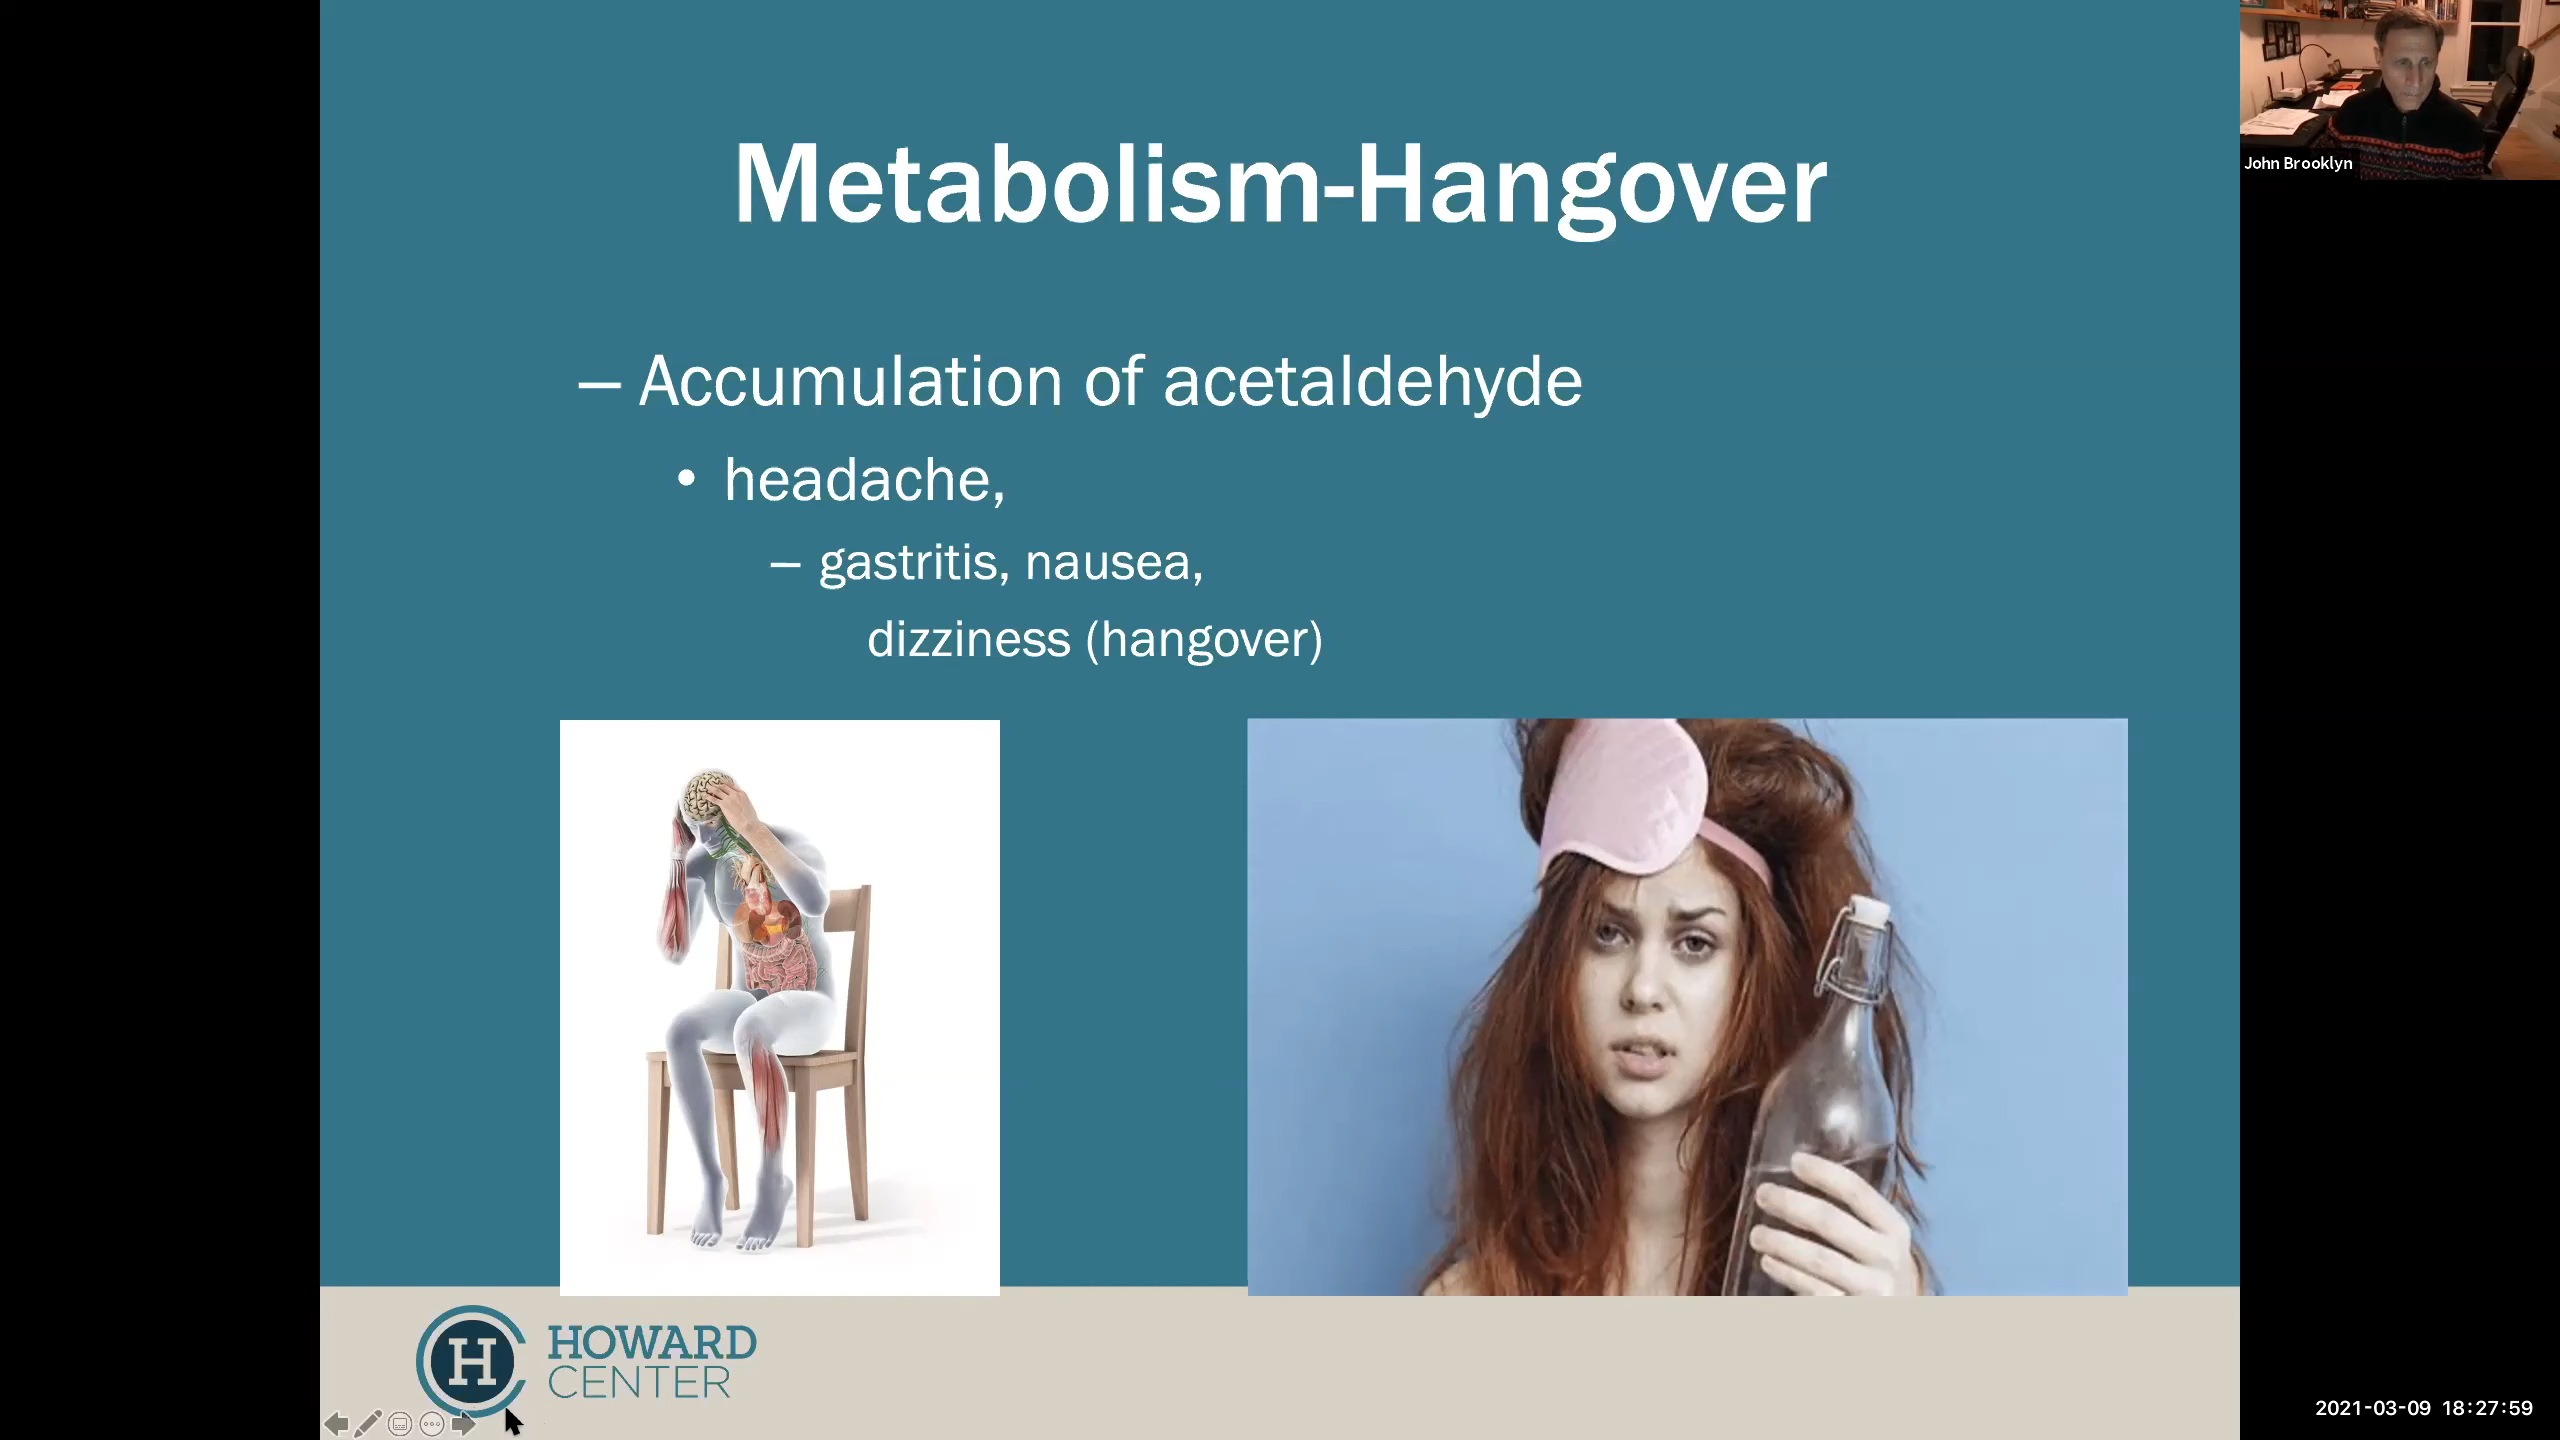 Metabolism-Hangover
– Accumulation of acetaldehyde
• headache,
– gastritis, nausea,
dizziness (hangover)
John Brooklyn
H
HOWARD
CENTER
2021-03-09 18:27:59